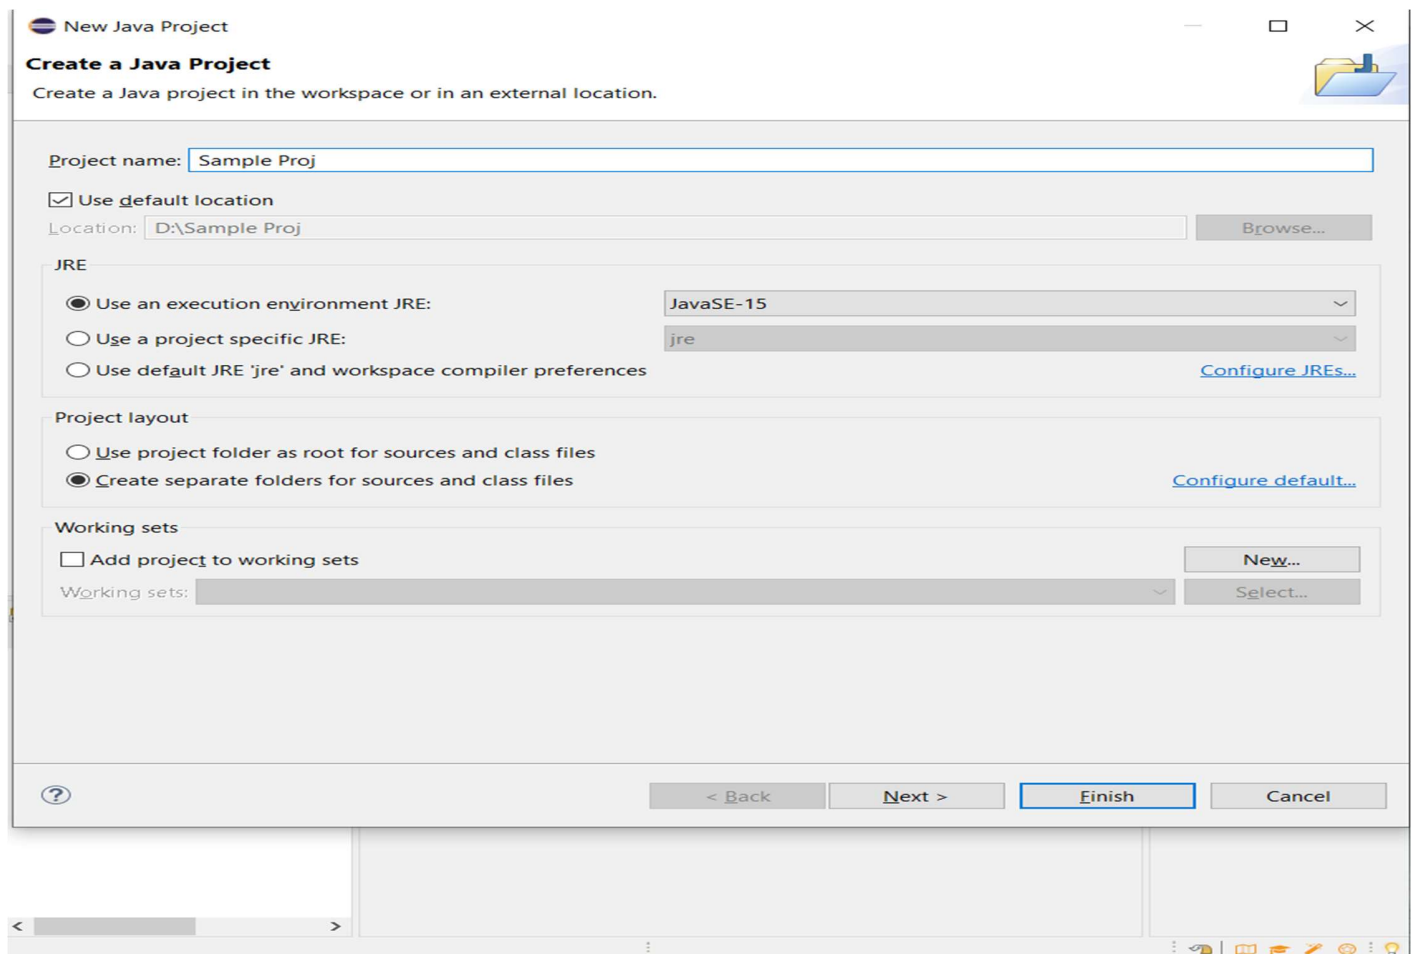 New Java Project
Create a Java Project
Create a Java project in the workspace or in an external location.
Project name: Sample Proj
Use default location
Location: D:\Sample Proj Browse...
JRE
Use an execution environment JRE: JavaSE-15
Use a project specific JRE: jre
Use default JRE 'jre' and workspace compiler preferences Configure JREs...
Project layout
Use project folder as root for sources and class files
Create separate folders for sources and class files Configure default...
Working sets
Add project to working sets New...
Working sets: Select...
? < Back Next > Finish Cancel